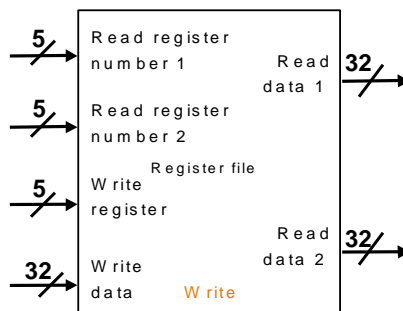 5
Read register
number 1
Read
data 1
32
5
Read register
number 2
Register file
5
Write
register
Read
data 2
32
32
Write
data
Write